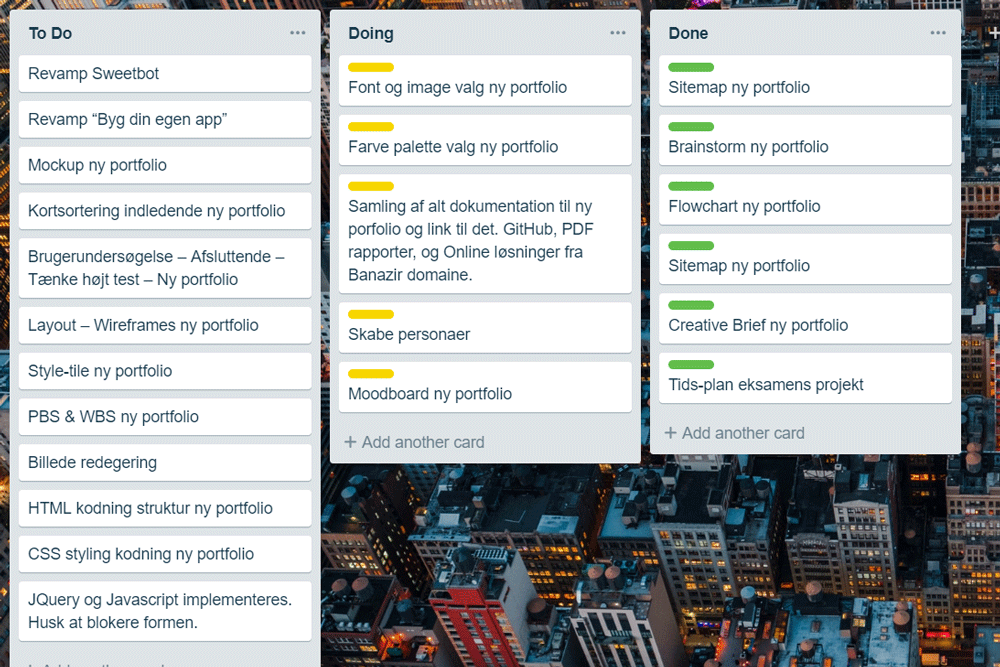 To Do
Revamp Sweetbot
Revamp “Byg din egen app”
Mockup ny portfolio
Kortsortering indledende ny portfolio
Brugerundersøgelse – Afsluttende –
Tænke højt test – Ny portfolio
Layout – Wireframes ny portfolio
Style-tile ny portfolio
PBS & WBS ny portfolio
Billede redegering
HTML kodning struktur ny portfolio
CSS styling kodning ny portfolio
JQuery og Javascript implementeres.
Husk at blokere formen.
Doing
Font og image valg ny portfolio
Farve palette valg ny portfolio
Samling af alt dokumentation til ny
porfolio og link til det. GitHub, PDF
rapporter, og Online løsninger fra
Banazir domaine.
Skabe personaer
Moodboard ny portfolio
+ Add another card
Done
Sitemap ny portfolio
Brainstorm ny portfolio
Flowchart ny portfolio
Sitemap ny portfolio
Creative Brief ny portfolio
Tids-plan eksamens projekt
+ Add another card